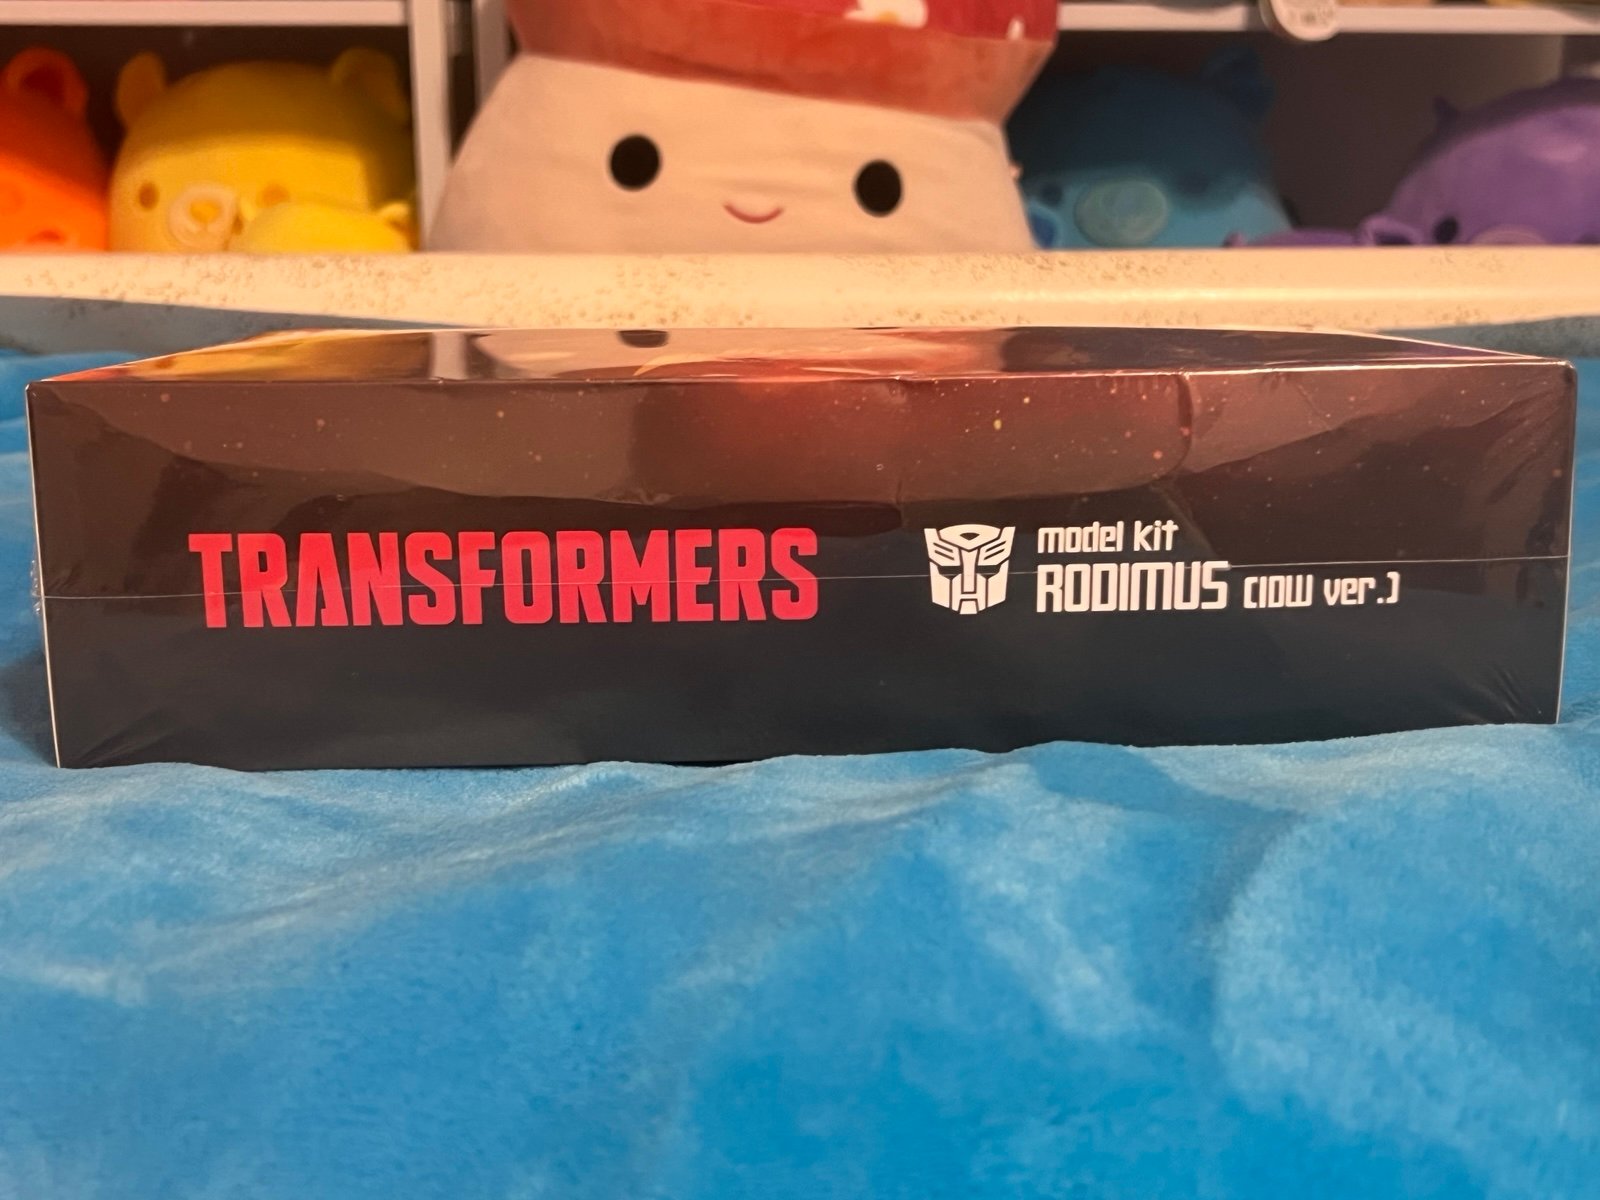 TRANSFORMERS
model kit
RODIMUS (IDW ver.)